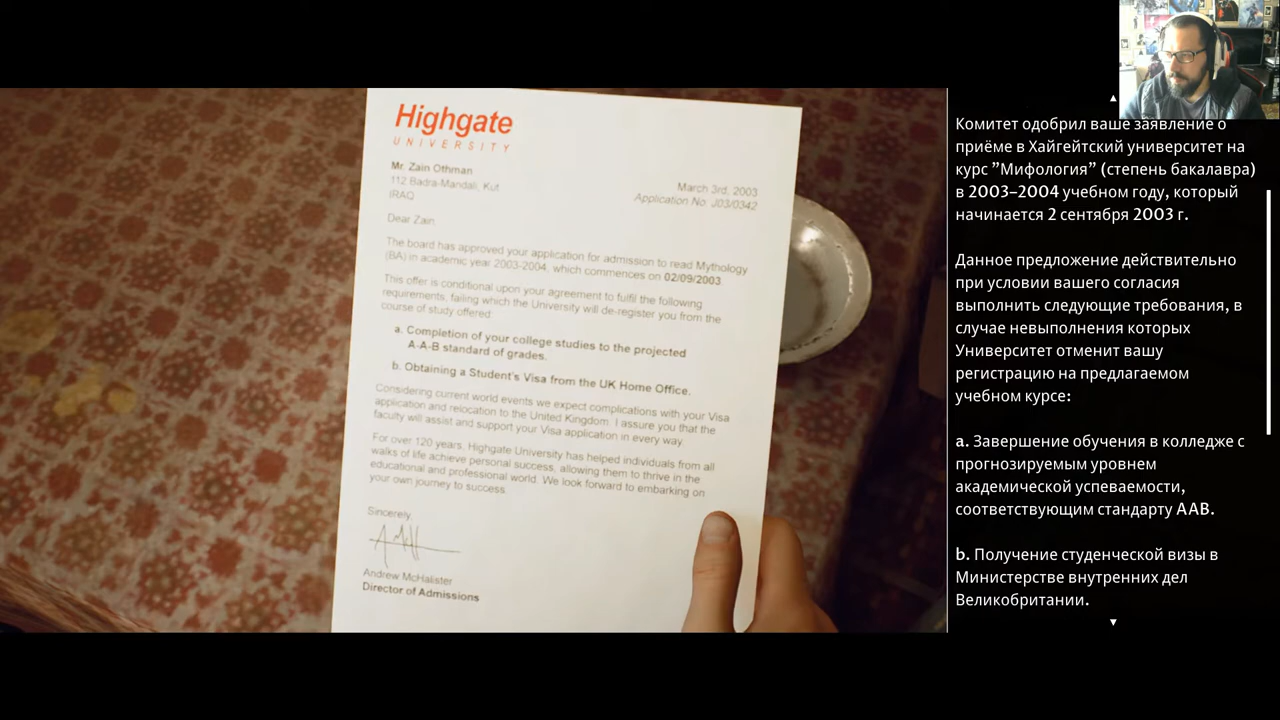 Highgate
UNIVERSITY
Mr. Zain Othman
112 Badra-Mandali, Kut
IRAQ
March 3rd, 2003
Application No. J03/0342
Dear Zain,
The board has approved your application for admission to read Mythology
(BA) in academic year 2003-2004, which commences on 02/09/2003.
This offer is conditional upon your agreement to fulfil the following
requirements, failing which the University will de-register you from the
course of study offered:
a. Completion of your college studies to the projected
A-A-B standard of grades.
b. Obtaining a Student's Visa from the UK Home Office.
Considering current world events we expect complications with your Visa
application and relocation to the United Kingdom. I assure you that the
faculty will assist and support your Visa application in every way.
For over 120 years, Highgate University has helped individuals from all
walks of life achieve personal success, allowing them to thrive in the
educational and professional world. We look forward to embarking on
your own journey to success.
Sincerely,
Andrew McHalister
Director of Admissions
Комитет одобрил ваше заявление о
приёме в Хайгейтский университет на
курс "Мифология" (степень бакалавра)
в 2003–2004 учебном году, который
начинается 2 сентября 2003 г.
Данное предложение действительно
при условии вашего согласия
выполнить следующие требования, в
случае невыполнения которых
Университет отменит вашу
регистрацию на предлагаемом
учебном курсе:
a. Завершение обучения в колледже с
прогнозируемым уровнем
академической успеваемости,
соответствующим стандарту AAB.
b. Получение студенческой визы в
Министерстве внутренних дел
Великобритании.